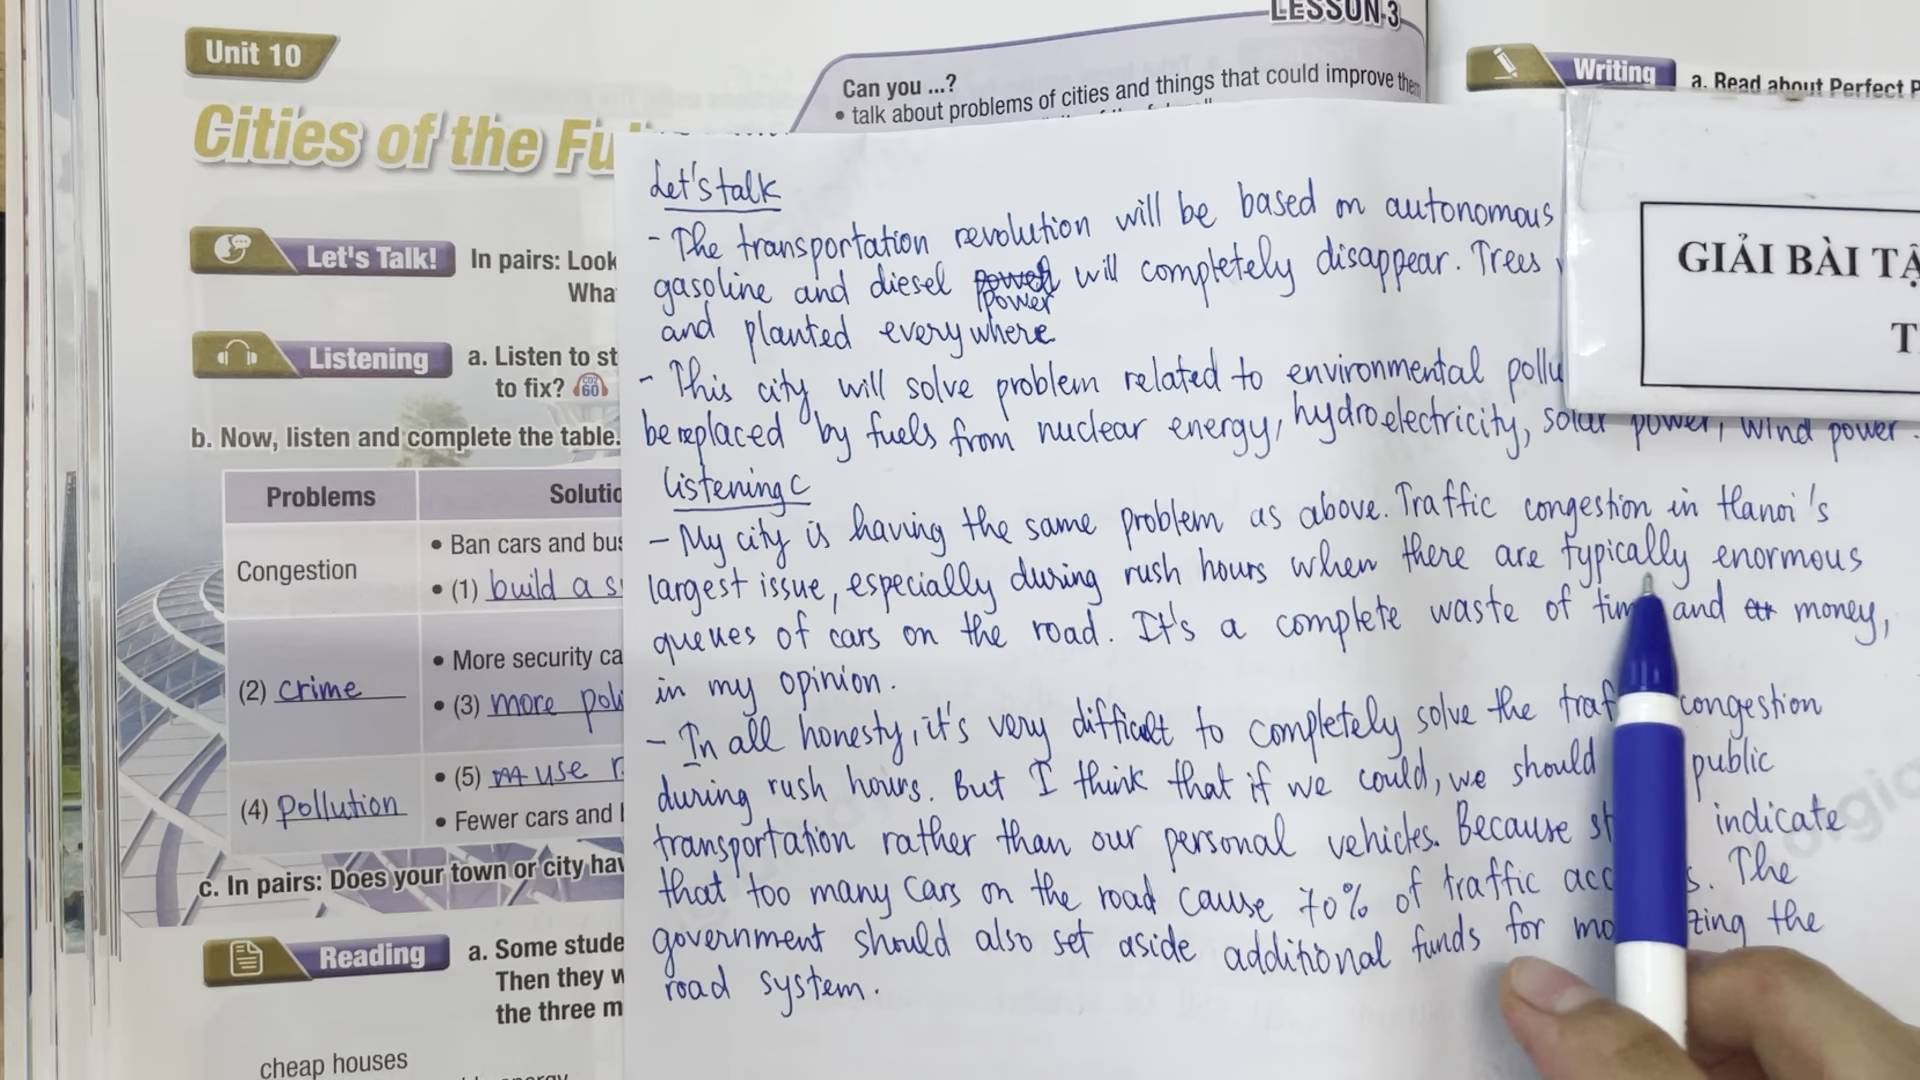 LESSON 3
Unit 10
Cities of the Fu
Can you ...?
• talk about problems of cities and things that could improve them
Let's Talk! In pairs: Look
Wha
Listening a. Listen to st
to fix? CD2 60
b. Now, listen and complete the table.
Problems Solutio
Congestion
• Ban cars and bus
• (1) build a s
(2) crime
• More security ca
• (3) more poli
(4) pollution
• (5) use r
• Fewer cars and
c. In pairs: Does your town or city hav
Reading a. Some stude
Then they w
the three m
cheap houses
Writing a. Read about Perfect P
Let's talk
- The transportation revolution will be based on autonomous
gasoline and diesel power will completely disappear. Trees
and planted everywhere
- This city will solve problem related to environmental pollu
be replaced by fuels from nuclear energy, hydroelectricity, solar power, wind power.
Listening c
- My city is having the same problem as above. Traffic congestion in Hanoi's
largest issue, especially during rush hours when there are typically enormous
queues of cars on the road. It's a complete waste of time and money,
in my opinion.
- In all honesty, it's very difficult to completely solve the traf congestion
during rush hours. But I think that if we could, we should public
transportation rather than our personal vehicles. Because st indicate
that too many cars on the road cause 70% of traffic acc s. The
government should also set aside additional funds for mo zing the
road system.
GIẢI BÀI TẬ
T